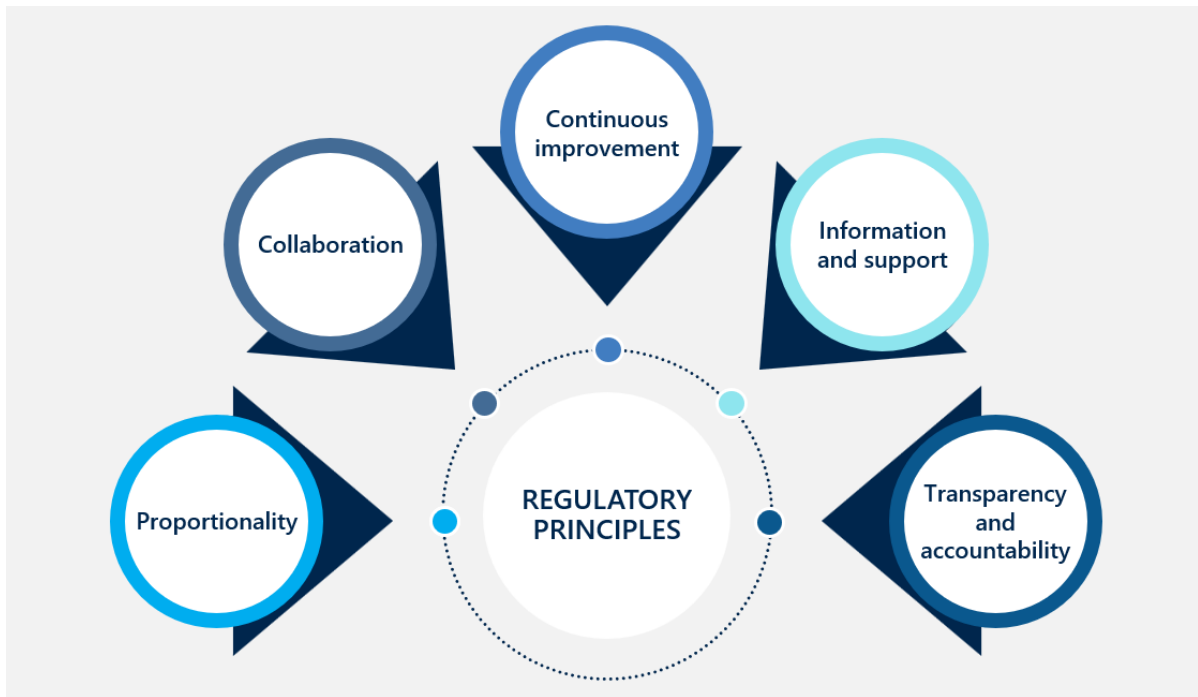 Continuous
improvement
Collaboration
Information
and support
Proportionality
REGULATORY
PRINCIPLES
Transparency
and
accountability